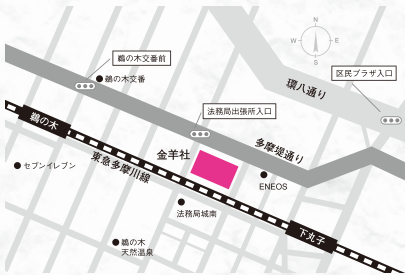 N
W
E
S
鵜の木交番前
鵜の木交番
環八通り
区民プラザ入口
法務局出張所入口
鵜の木
多摩堤通り
金羊社
セブンイレブン
東急多摩川線
ENEOS
法務局城南
下丸子
鵜の木
天然温泉